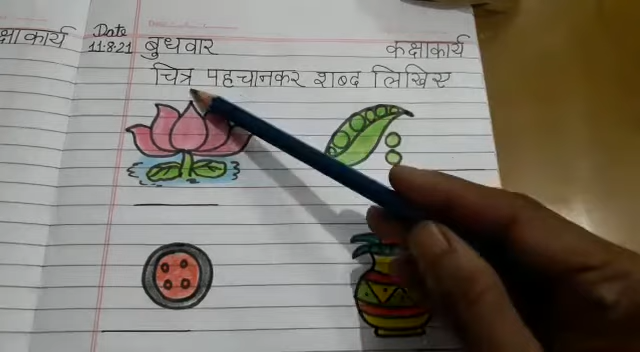 क्षा कार्य
Date
11.8.21 बुधवार कक्षाकार्य
चित्र पहचानकर शब्द लिखिए